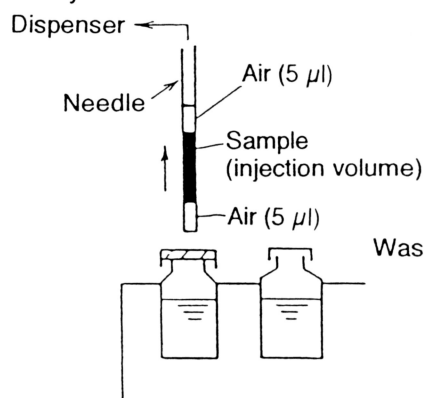 Dispenser
Air (5 μl)
Needle
Sample
(injection volume)
Air (5 μl)
Was